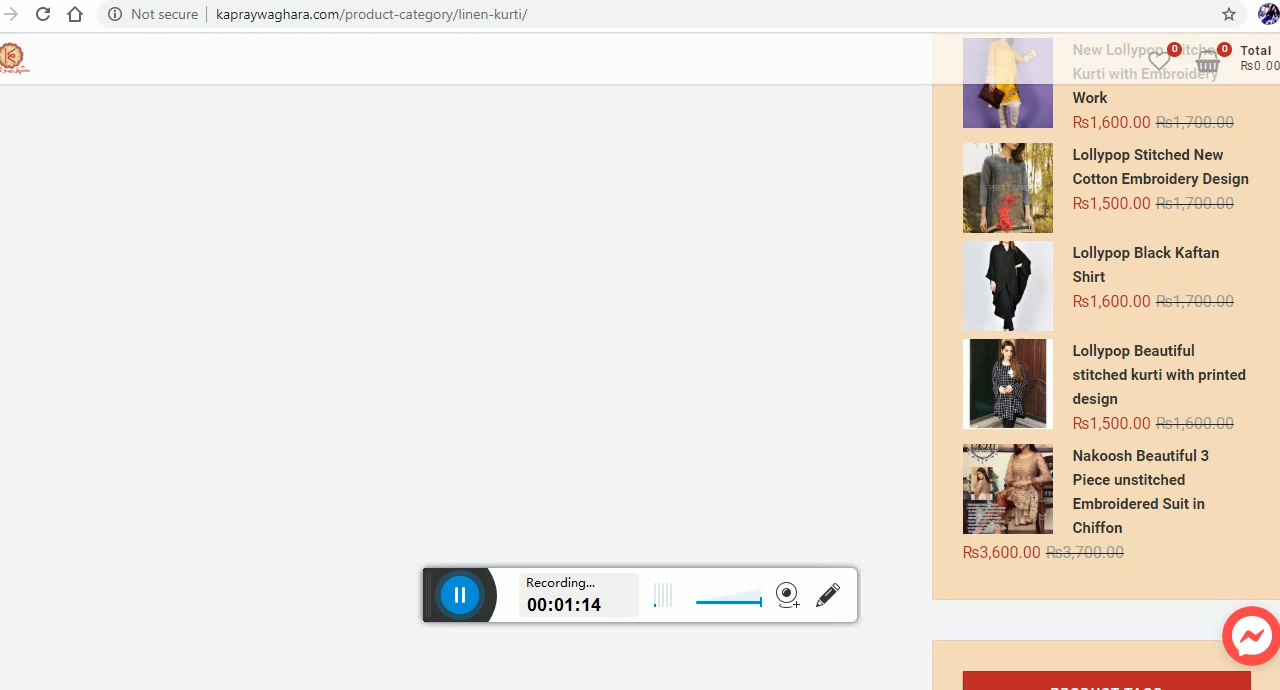 Not secure | kapraywaghara.com/product-category/linen-kurti/
0
0
Total
₨0.00
New Lollypop Stitched
Kurti with Embroidery
Work
₨1,600.00 ₨1,700.00
Lollypop Stitched New
Cotton Embroidery Design
₨1,500.00 ₨1,700.00
Lollypop Black Kaftan
Shirt
₨1,600.00 ₨1,700.00
Lollypop Beautiful
stitched kurti with printed
design
₨1,500.00 ₨1,600.00
Nakoosh Beautiful 3
Piece unstitched
Embroidered Suit in
Chiffon
₨3,600.00 ₨3,700.00
Recording...
00:01:14
PRODUCT TAGS